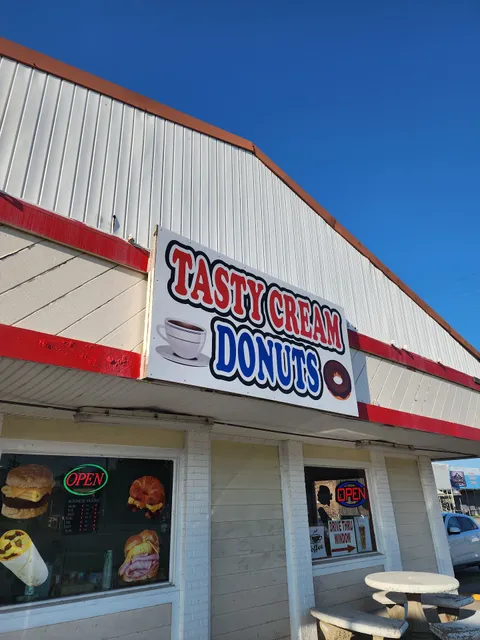 TASTY CREAM
DONUTS
OPEN
OPEN
DRIVE THRU
WINDOW